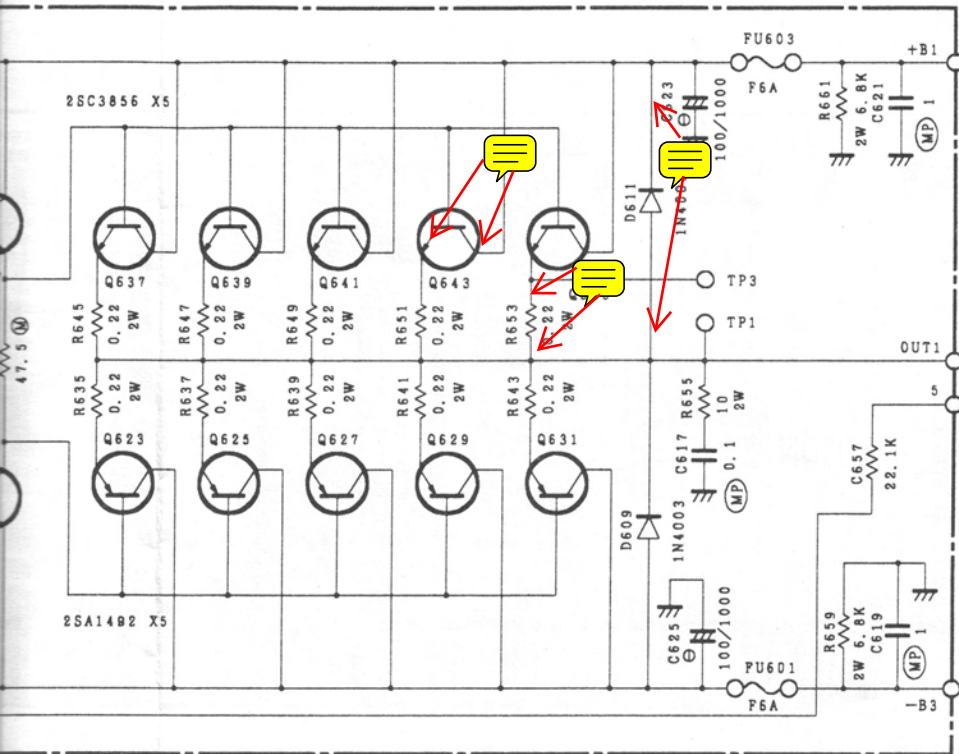 FU603
F6A
+B1
2SC3856 X5
100/1000
R661
2W 6.8K
C621
1
MP
D611
Q637
Q639
Q641
Q643
TP3
R645
0.22
2W
R647
0.22
2W
R649
0.22
2W
R651
0.22
2W
R653
0.22
2W
TP1
47.5 M
OUT1
R635
0.22
2W
R637
0.22
2W
R639
0.22
2W
R641
0.22
2W
R643
0.22
2W
R655
10
2W
5
Q623
Q625
Q627
Q629
Q631
C617
0.1
MP
C657
22.1K
D609
1N4003
2SA1492 X5
C625
100/1000
R659
2W 6.8K
C619
1
MP
FU601
F6A
-B3